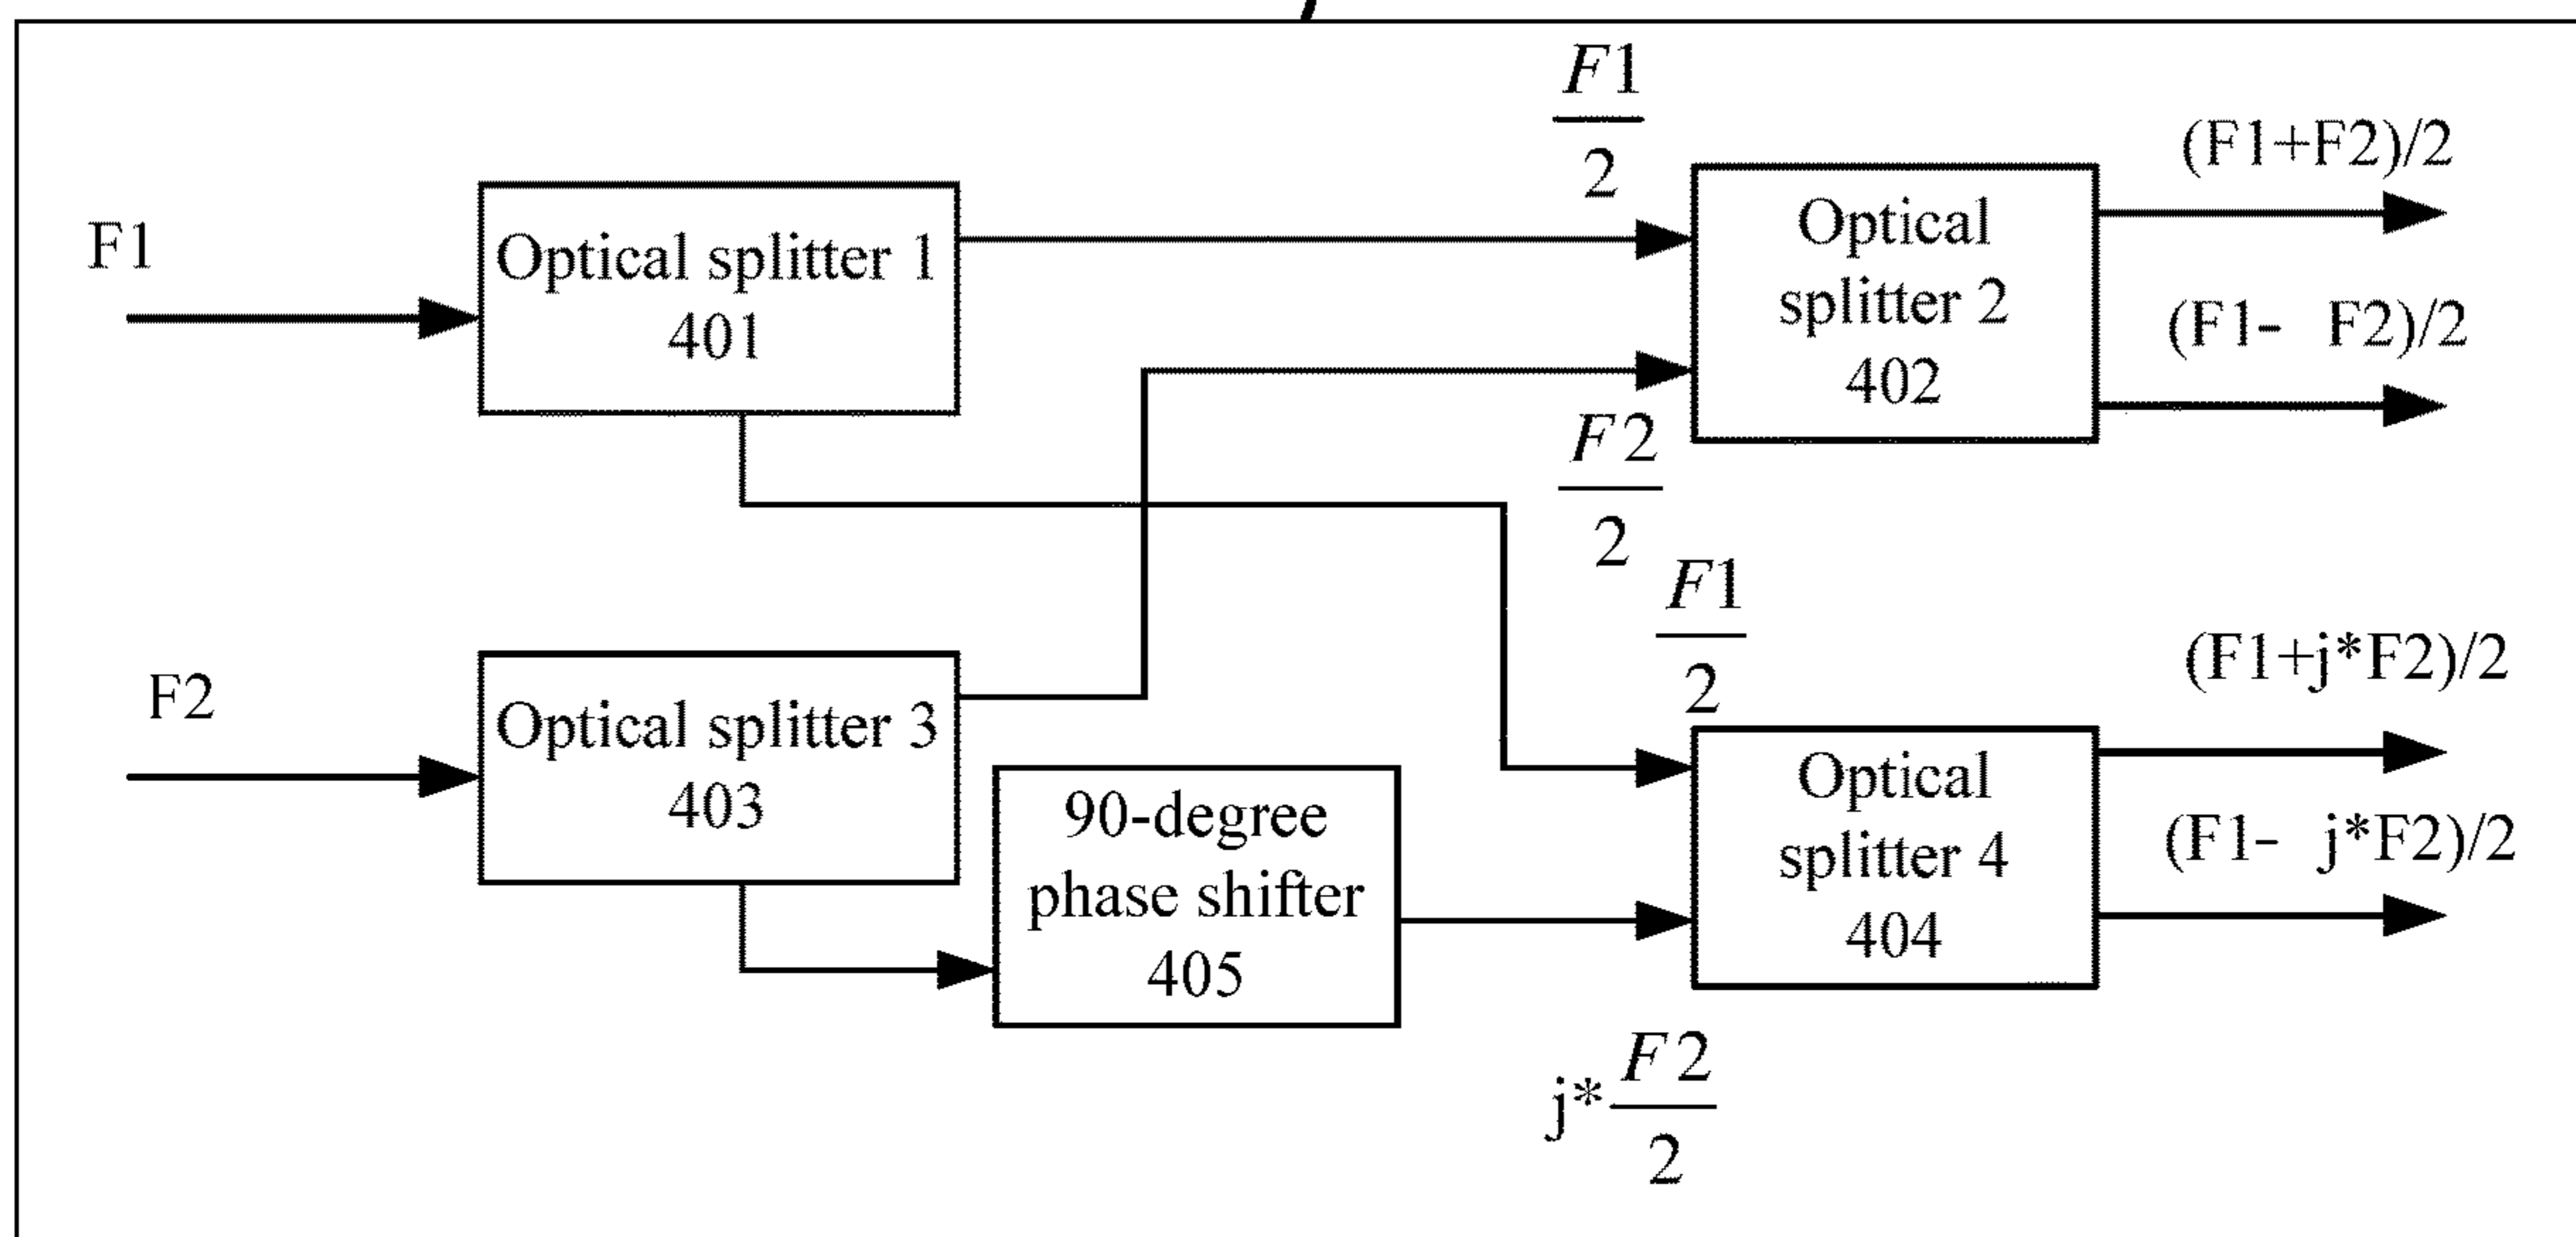 F1
Optical splitter 1
401
F1
2
F2
2
Optical
splitter 2
402
(F1+F2)/2
(F1- F2)/2
F2
Optical splitter 3
403
90-degree
phase shifter
405
F1
2
j*F2
2
Optical
splitter 4
404
(F1+j*F2)/2
(F1- j*F2)/2